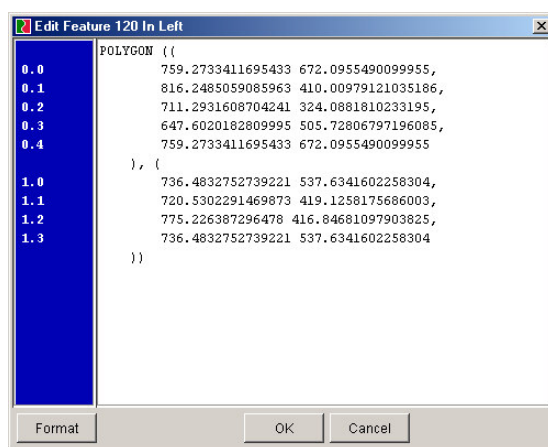 Edit Feature 120 In Left
POLYGON ((
0.0 759.2733411695433 672.0955490099955,
0.1 816.2485059085963 410.00979121035186,
0.2 711.2931608704241 324.0881810233195,
0.3 647.6020182809995 505.72806797196085,
0.4 759.2733411695433 672.0955490099955
), (
1.0 736.4832752739221 537.6341602258304,
1.1 720.5302291469873 419.1258175686003,
1.2 775.226387296478 416.84681097903825,
1.3 736.4832752739221 537.6341602258304
))
Format OK Cancel